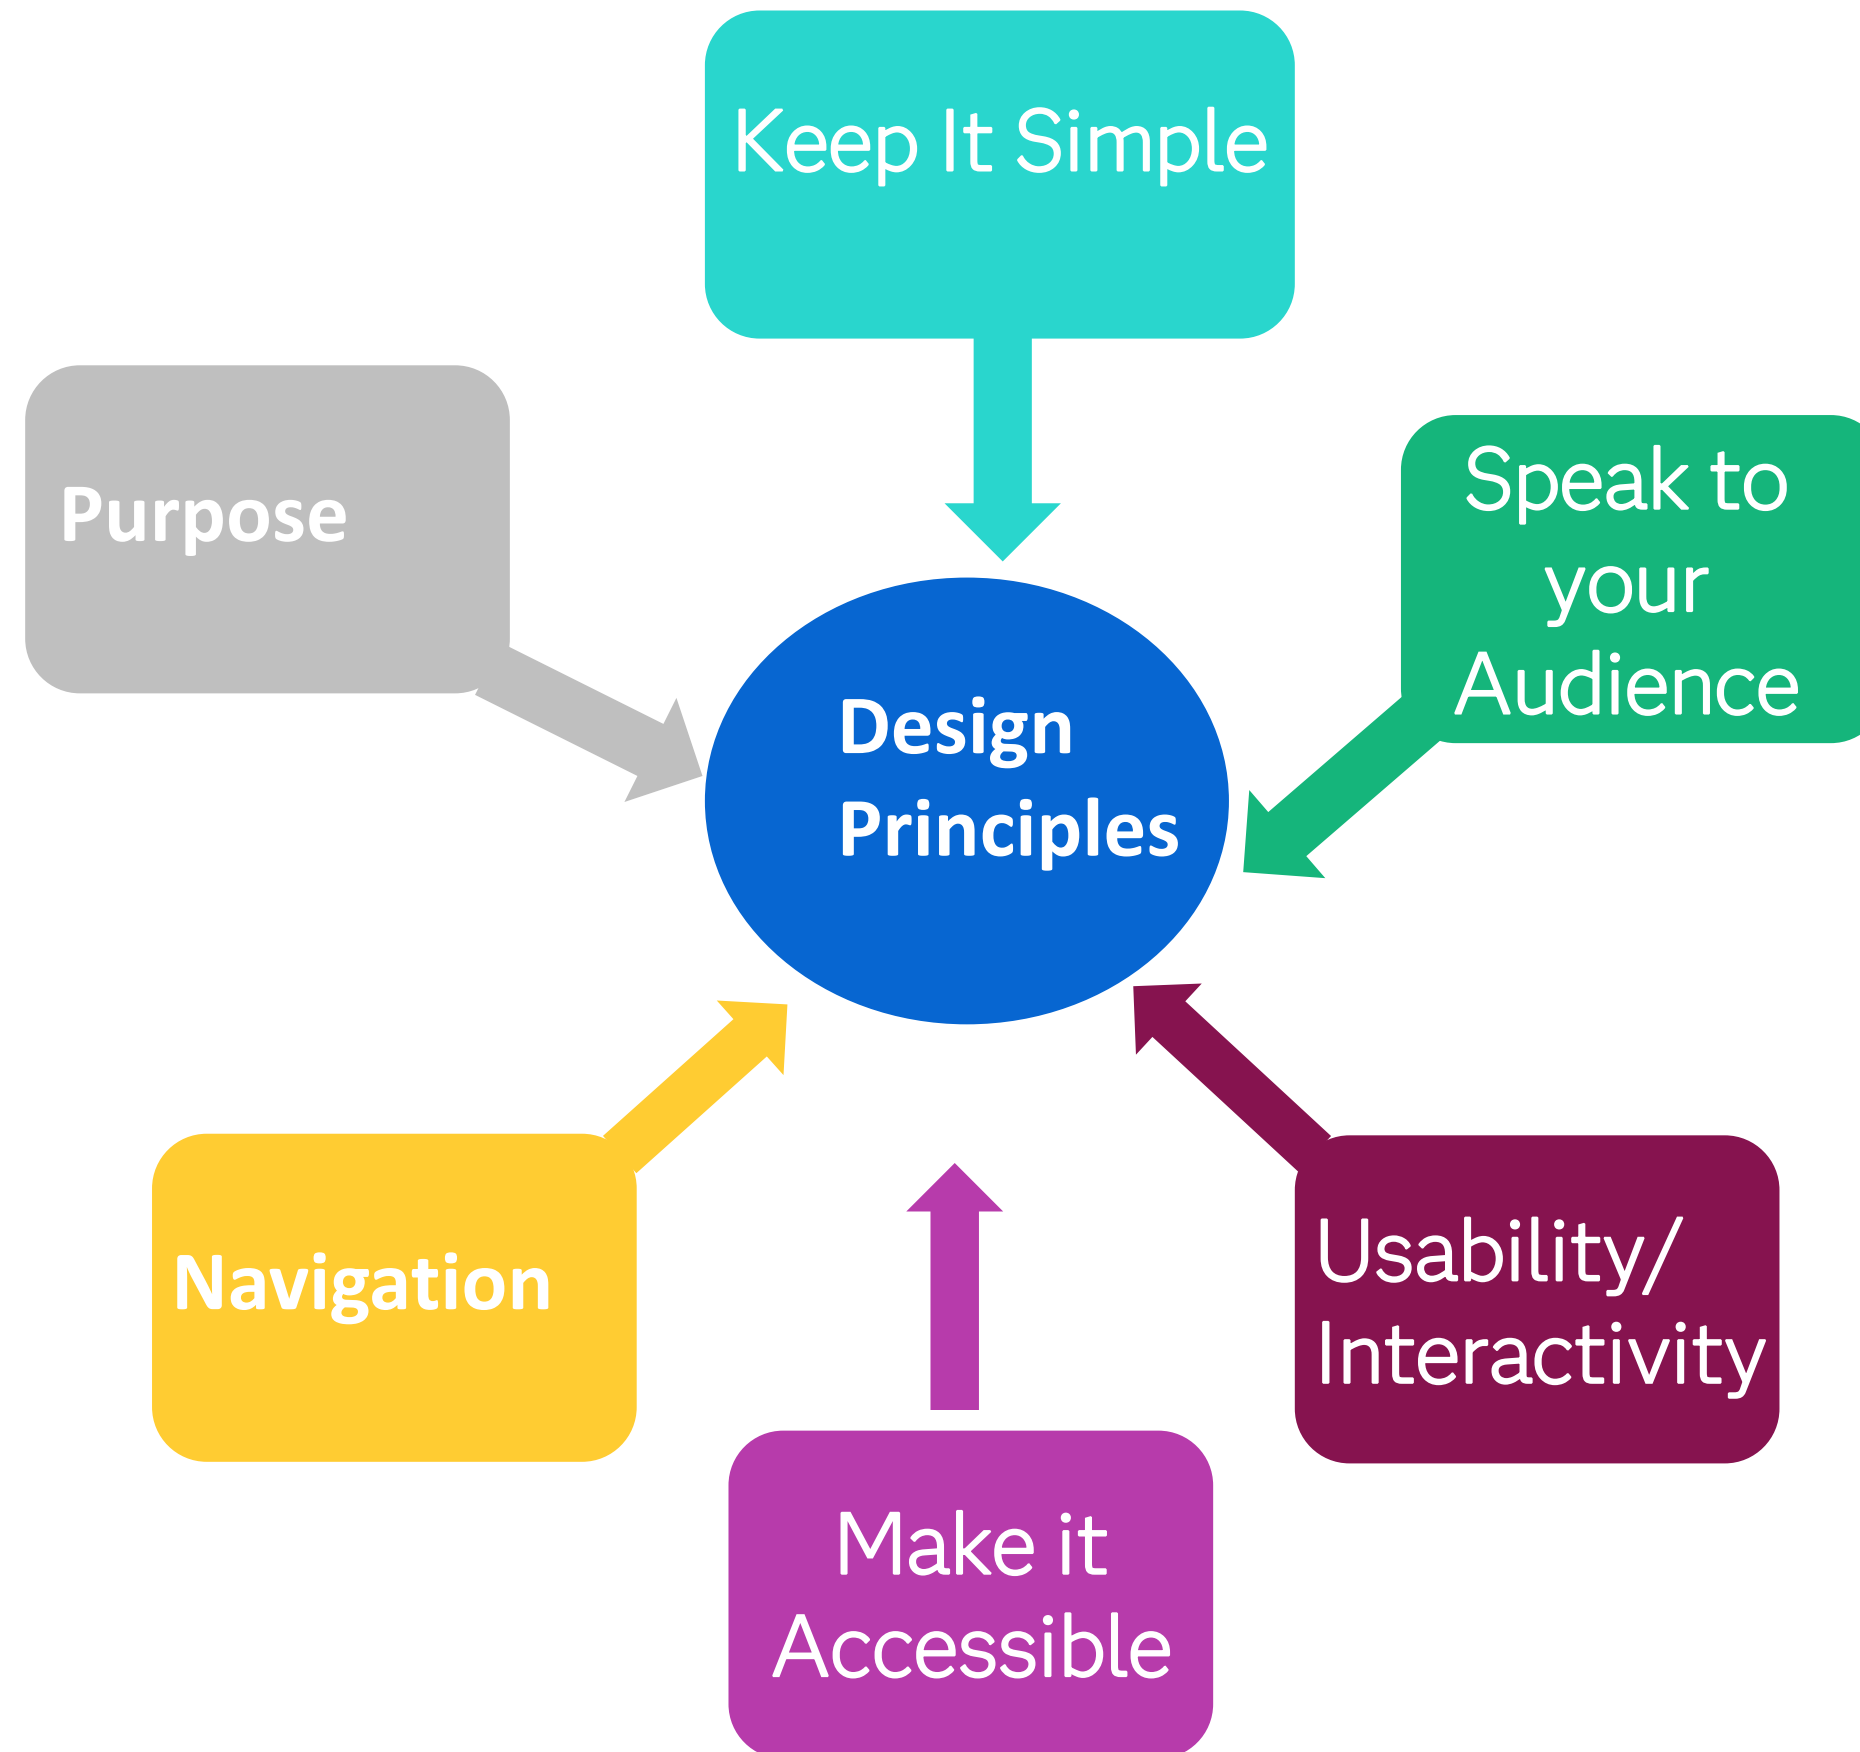 Keep It Simple
Purpose
Speak to
your
Audience
Design
Principles
Navigation
Usability/
Interactivity
Make it
Accessible